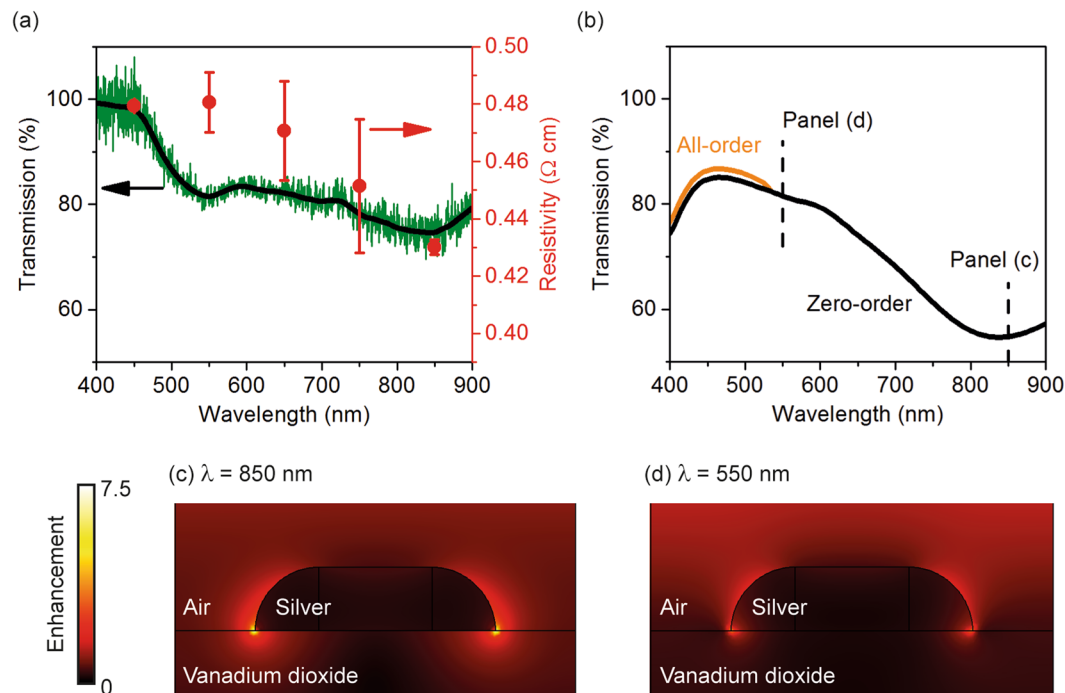 (a)
100
80
60
Transmission (%)
400 500 600 700 800 900
Wavelength (nm)
0.50
0.48
0.46
0.44
0.42
0.40
Resistivity (Ω cm)
(b)
100
80
60
Transmission (%)
All-order
Panel (d)
Panel (c)
Zero-order
400 500 600 700 800 900
Wavelength (nm)
(c) λ = 850 nm
7.5
Enhancement
0
Air
Silver
Vanadium dioxide
(d) λ = 550 nm
Air
Silver
Vanadium dioxide